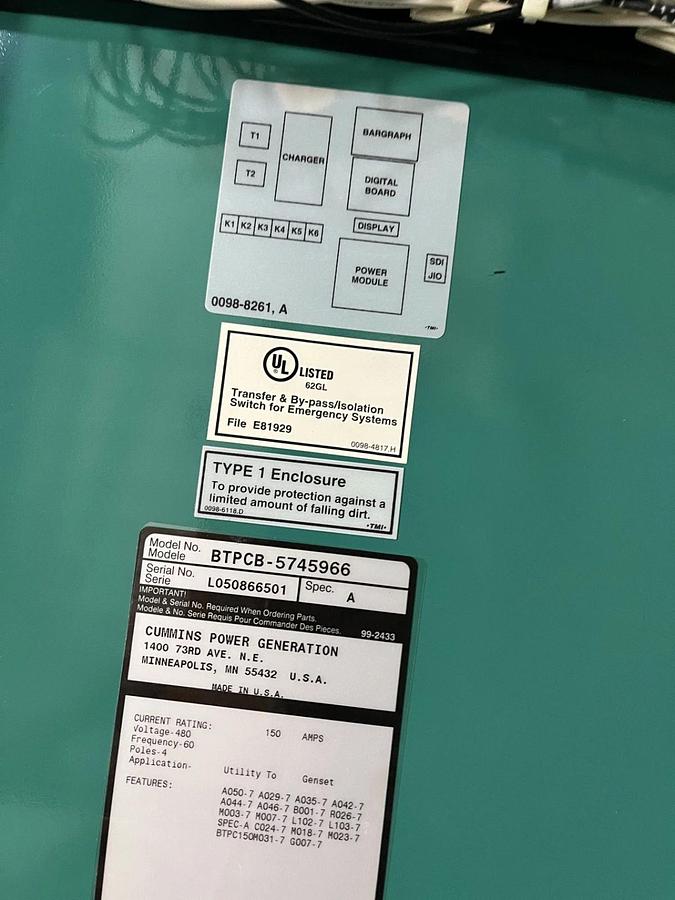 T1
CHARGER
BARGRAPH
T2
DIGITAL
BOARD
K1 K2 K3 K4 K5 K6
DISPLAY
POWER
MODULE
SDI
JIO
0098-8261, A
-TMI-
UL ® LISTED
62GL
Transfer & By-pass/Isolation
Switch for Emergency Systems
File E81929
0098-4817.H
TYPE 1 Enclosure
To provide protection against a
limited amount of falling dirt.
0098-6118.D
-TMI-
Model No.
Modele
BTPCB-5745966
Serial No.
Serie
L050866501
Spec.
A
IMPORTANT!
Model & Serial No. Required When Ordering Parts.
Modele & No. Serie Requis Pour Commander Des Pieces.
99-2433
CUMMINS POWER GENERATION
1400 73RD AVE. N.E.
MINNEAPOLIS, MN 55432 U.S.A.
MADE IN U.S.A.
CURRENT RATING: 150 AMPS
Voltage-480
Frequency-60
Poles-4
Application- Utility To Genset
FEATURES:
A050-7 A029-7 A035-7 A042-7
A044-7 A046-7 B001-7 R026-7
M003-7 M007-7 L102-7 L103-7
SPEC-A C024-7 M018-7 M023-7
BTPC150M031-7 G007-7